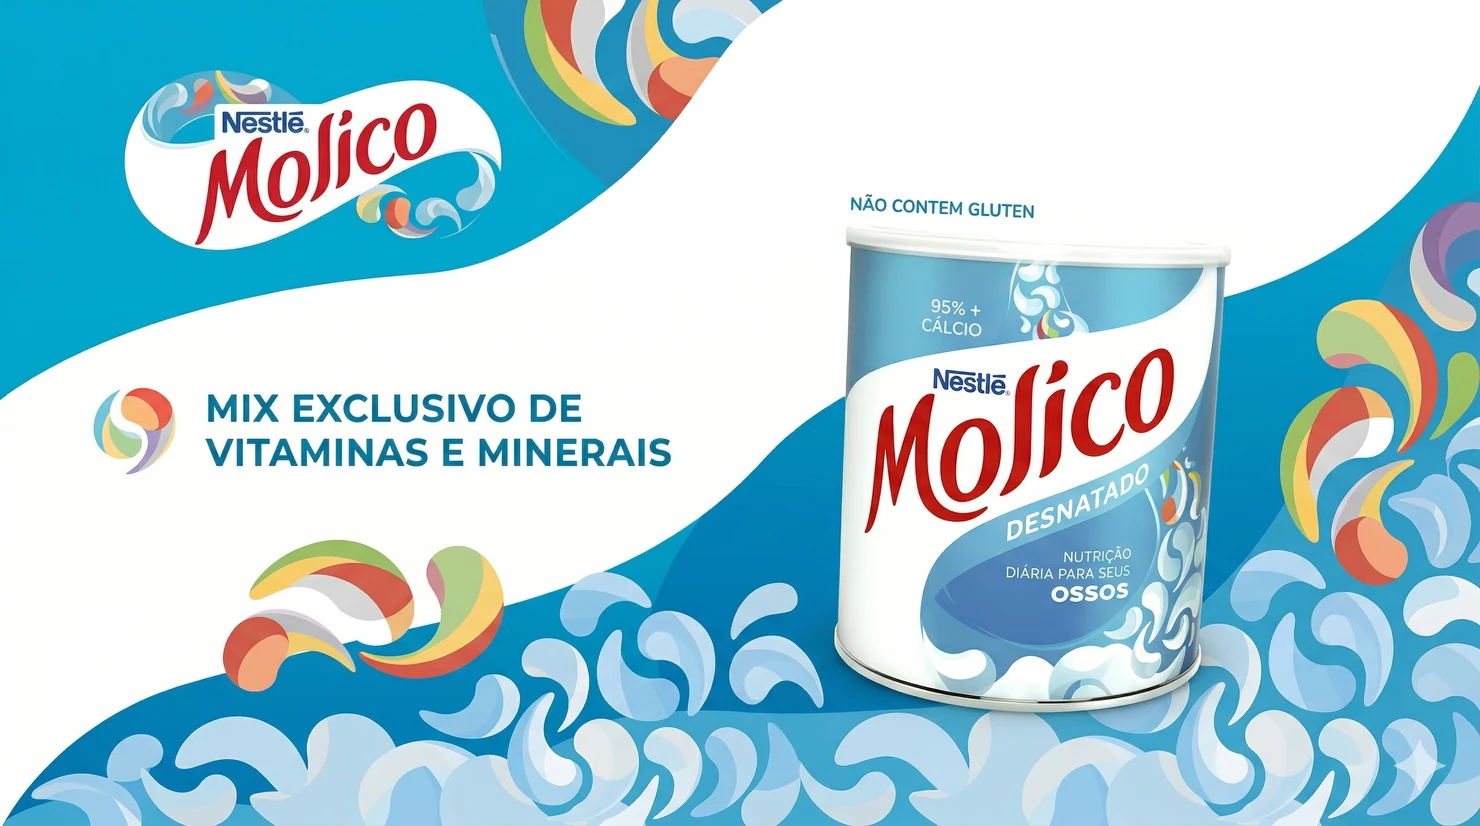 Nestlé
Molico
MIX EXCLUSIVO DE
VITAMINAS E MINERAIS
NÃO CONTEM GLUTEN
95% +
CÁLCIO
Nestlé
Molico
DESNATADO
NUTRIÇÃO
DIÁRIA PARA SEUS
OSSOS